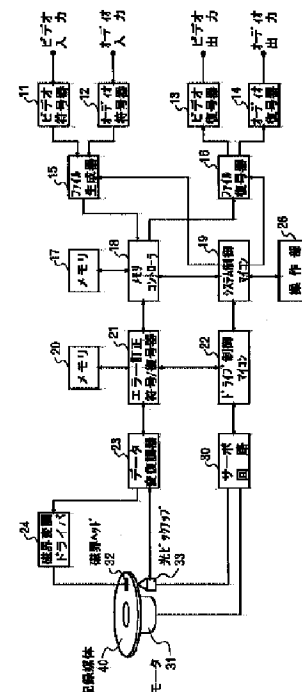 ビデオ
入力
オーディオ
入力
ビデオ
出力
オーディオ
出力
11
ビデオ
符号器
12
オーディオ
符号器
13
ビデオ
復号器
14
オーディオ
復号器
15
ファイル
生成器
16
ファイル
復号器
17
メモリ
18
メモリ
コントローラ
19
システム制御
マイコン
26
操作部
20
メモリ
21
エラー訂正
符号/復号器
22
ドライブ制御
マイコン
23
データ
変復調器
30
サーボ
回路
24
磁界変調
ドライバ
32
磁界ヘッド
33
光ピックアップ
記録媒体
40
31
モータ